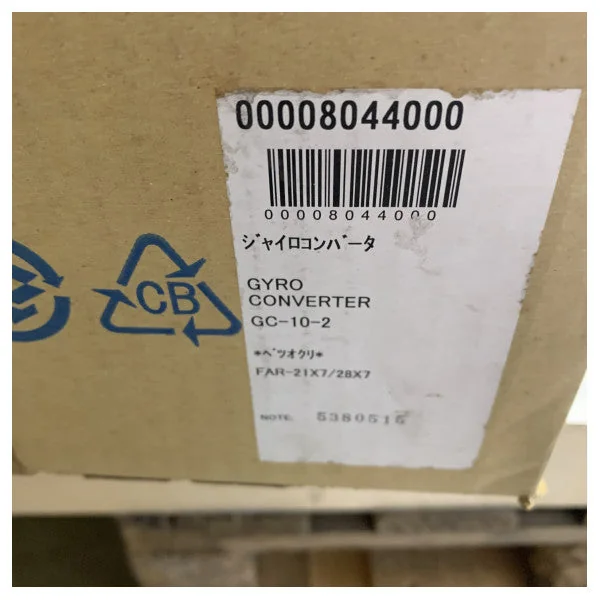 00008044000
00008044000
ｼﾞｬｲﾛｺﾝﾊﾞｰﾀ
GYRO
CONVERTER
GC-10-2
*ﾍﾞﾂｵｸﾘ*
FAR-21X7/28X7
NOTE: 5380515
CB